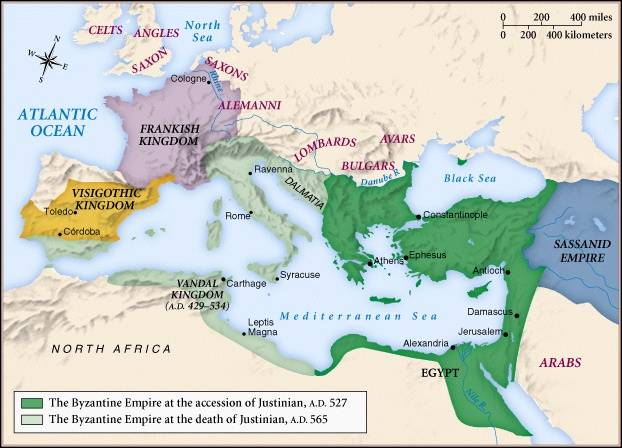 CELTS
ANGLES
SAXON
North
Sea
0 200 400 miles
0 200 400 kilometers
N
W
E
S
Cologne
SAXONS
Rhine
ATLANTIC
OCEAN
ALEMANNI
FRANKISH
KINGDOM
LOMBARDS
AVARS
BULGARS
Danube R.
Black Sea
Ravenna
DALMATIA
VISIGOTHIC
KINGDOM
Toledo
Córdoba
Rome
Constantinople
SASSANID
EMPIRE
Athens
Ephesus
Antioch
VANDAL
KINGDOM
(A.D. 429–534)
Carthage
Syracuse
Mediterranean Sea
Damascus
Leptis
Magna
Jerusalem
NORTH AFRICA
Alexandria
EGYPT
ARABS
Nile R.
The Byzantine Empire at the accession of Justinian, A.D. 527
The Byzantine Empire at the death of Justinian, A.D. 565